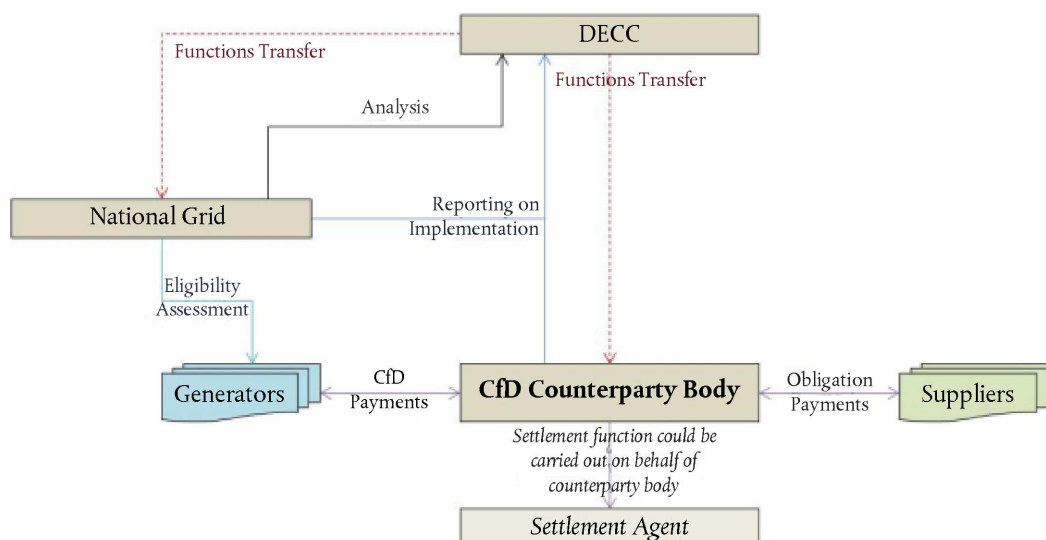 DECC
Functions Transfer
Functions Transfer
Analysis
National Grid
Reporting on
Implementation
Eligibility
Assessment
Generators
CfD
Payments
CfD Counterparty Body
Obligation
Payments
Suppliers
Settlement function could be
carried out on behalf of
counterparty body
Settlement Agent